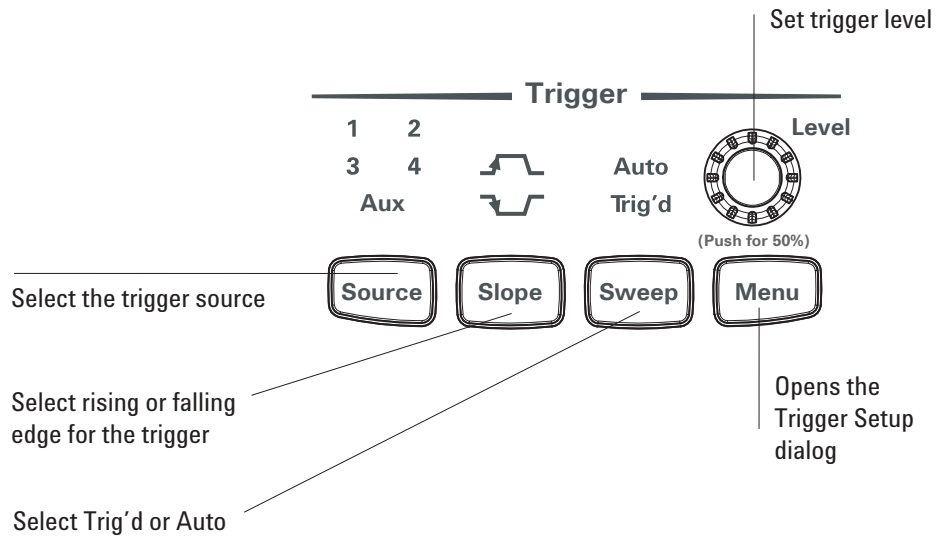 Set trigger level
Trigger
1 2
Level
3 4
Auto
Aux
Trig'd
(Push for 50%)
Source
Slope
Sweep
Menu
Select the trigger source
Select rising or falling
edge for the trigger
Opens the
Trigger Setup
dialog
Select Trig'd or Auto